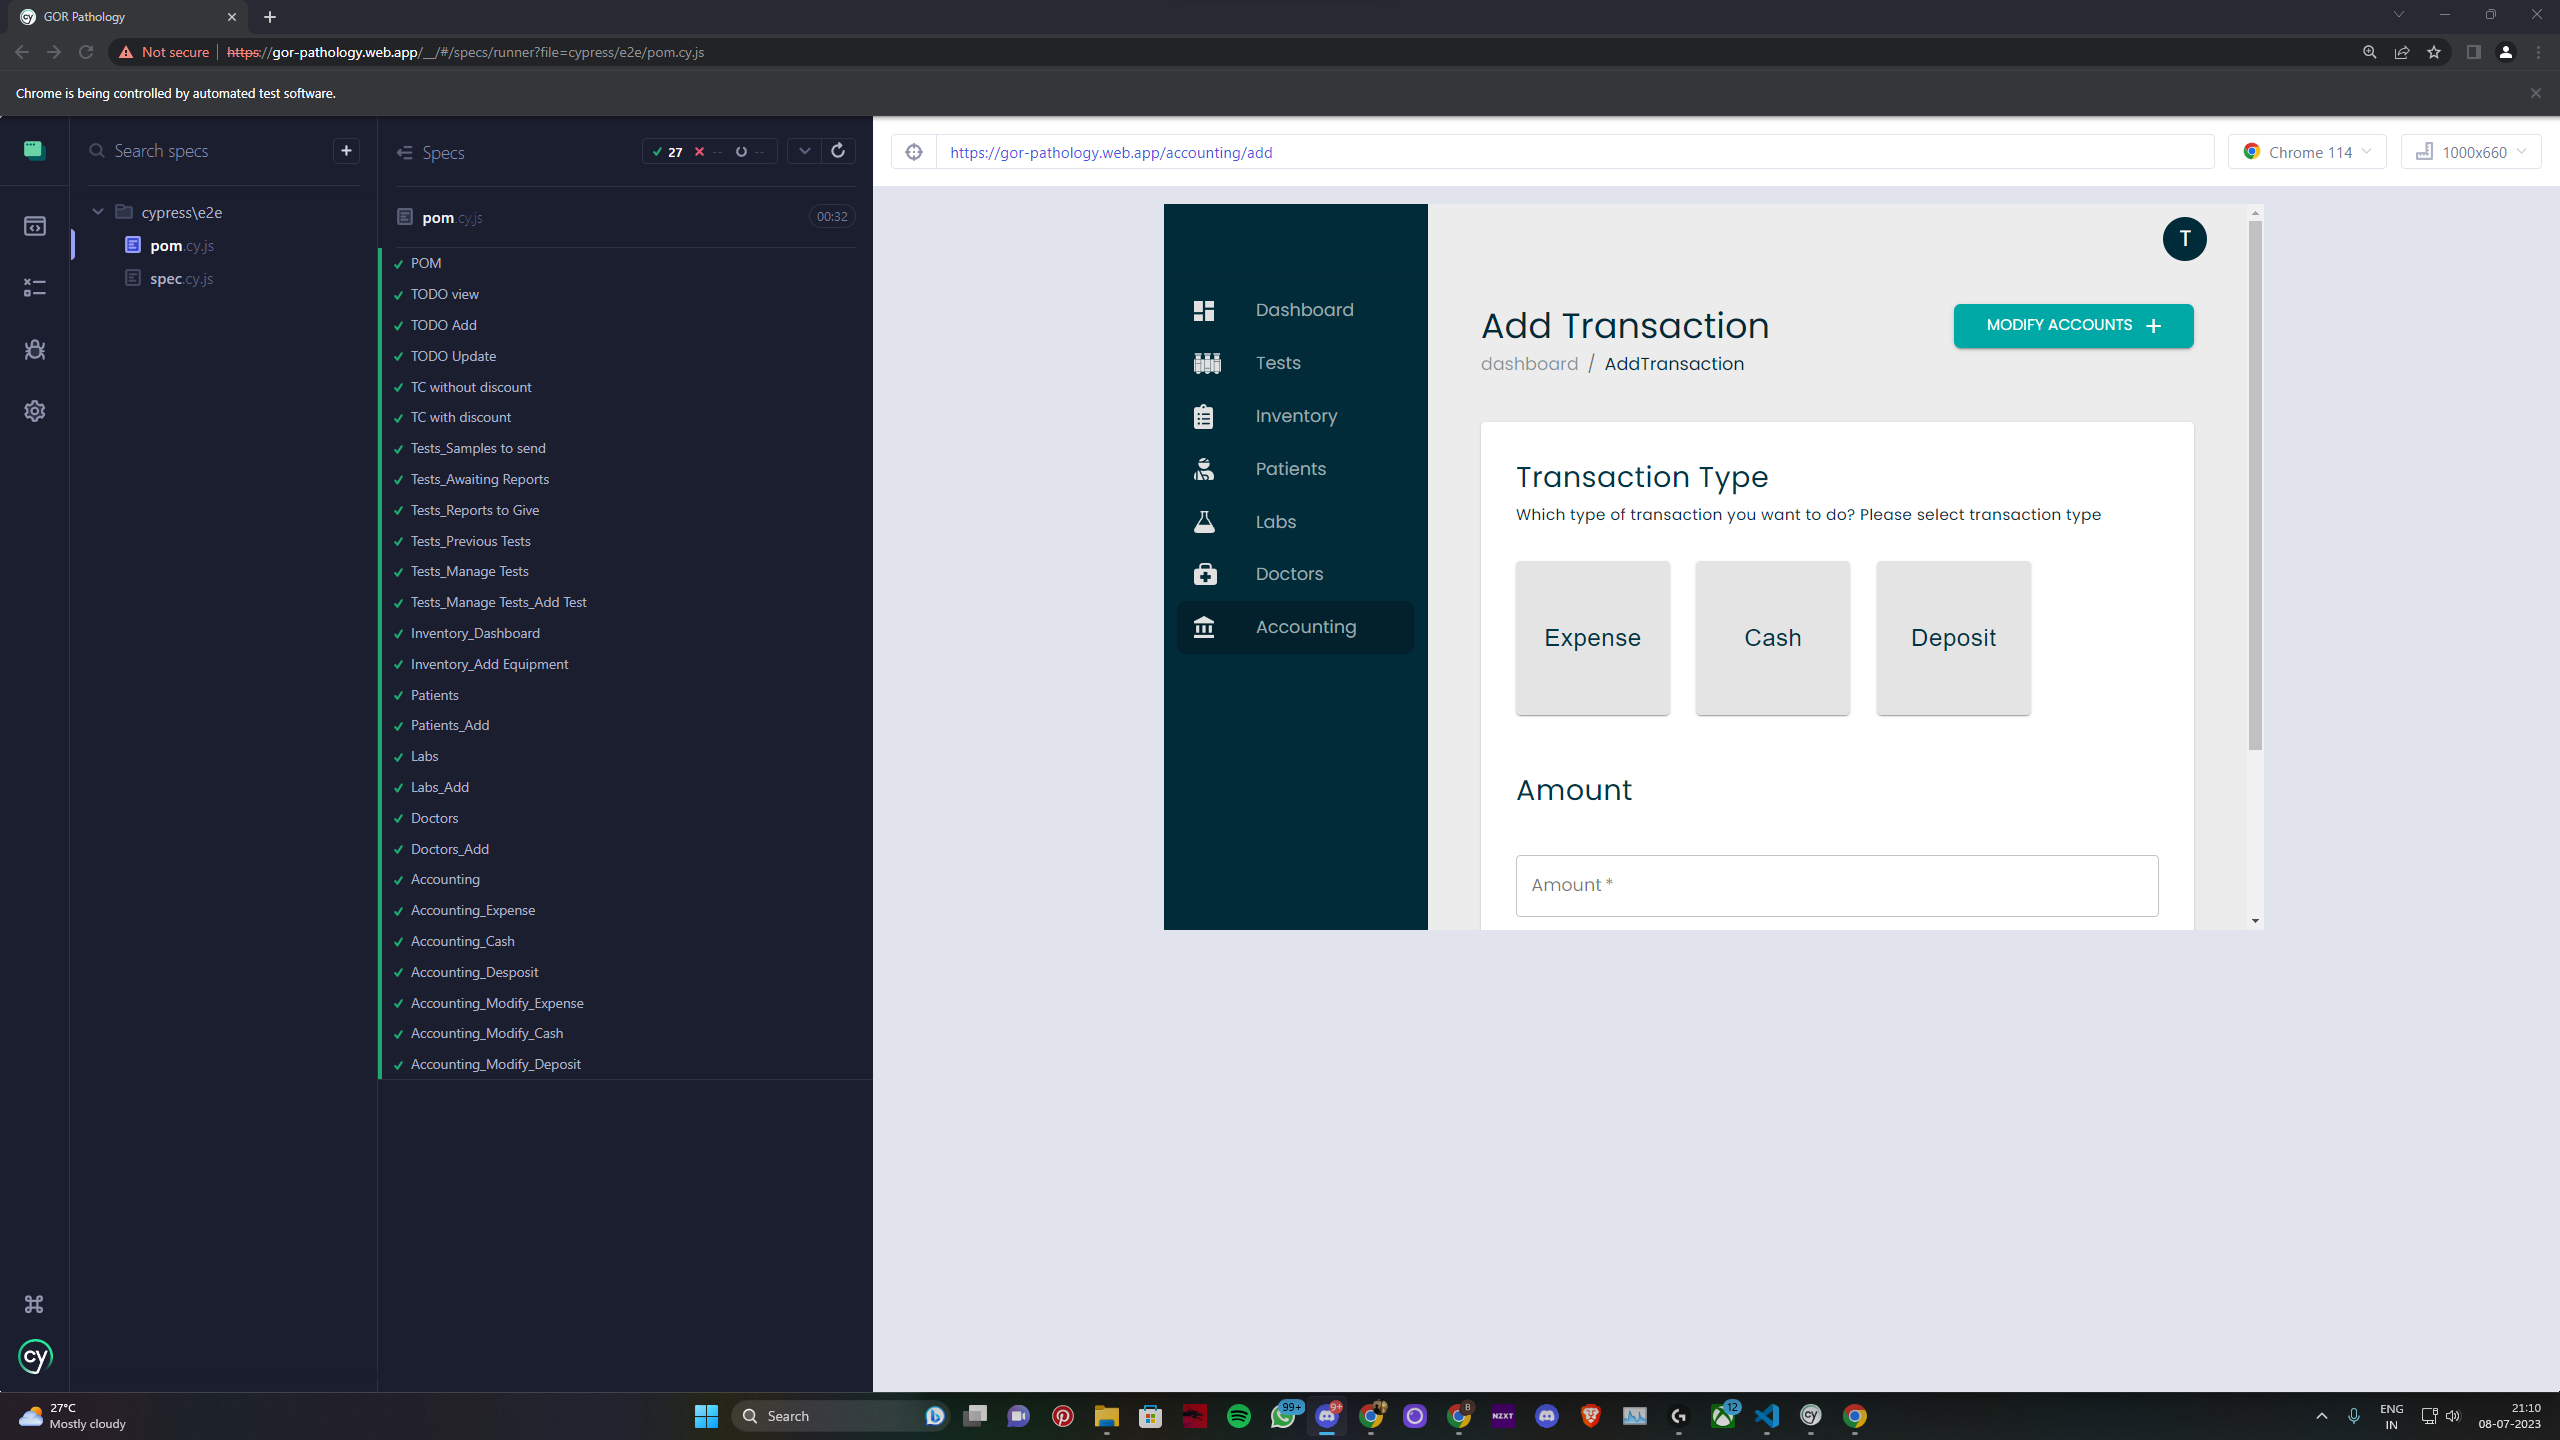 GOR Pathology
Not secure
https://gor-pathology.web.app/__/#/specs/runner?file=cypress/e2e/pom.cy.js
Chrome is being controlled by automated test software.
Search specs
cypress\e2e
pom.cy.js
spec.cy.js
Specs
27 -- --
pom.cy.js
00:32
POM
TODO view
TODO Add
TODO Update
TC without discount
TC with discount
Tests_Samples to send
Tests_Awaiting Reports
Tests_Reports to Give
Tests_Previous Tests
Tests_Manage Tests
Tests_Manage Tests_Add Test
Inventory_Dashboard
Inventory_Add Equipment
Patients
Patients_Add
Labs
Labs_Add
Doctors
Doctors_Add
Accounting
Accounting_Expense
Accounting_Cash
Accounting_Desposit
Accounting_Modify_Expense
Accounting_Modify_Cash
Accounting_Modify_Deposit
https://gor-pathology.web.app/accounting/add
Chrome 114
1000x660
T
Dashboard
Tests
Inventory
Patients
Labs
Doctors
Accounting
Add Transaction
dashboard / AddTransaction
MODIFY ACCOUNTS
Transaction Type
Which type of transaction you want to do? Please select transaction type
Expense
Cash
Deposit
Amount
Amount *
cy
27°C
Mostly cloudy
Search
99+
9+
B
NZXT
12
cy
ENG
IN
21:10
08-07-2023